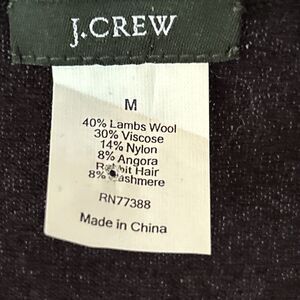 J.CREW
M
40% Lambs Wool
30% Viscose
14% Nylon
8% Angora
Rabbit Hair
8% Cashmere
RN77388
Made in China